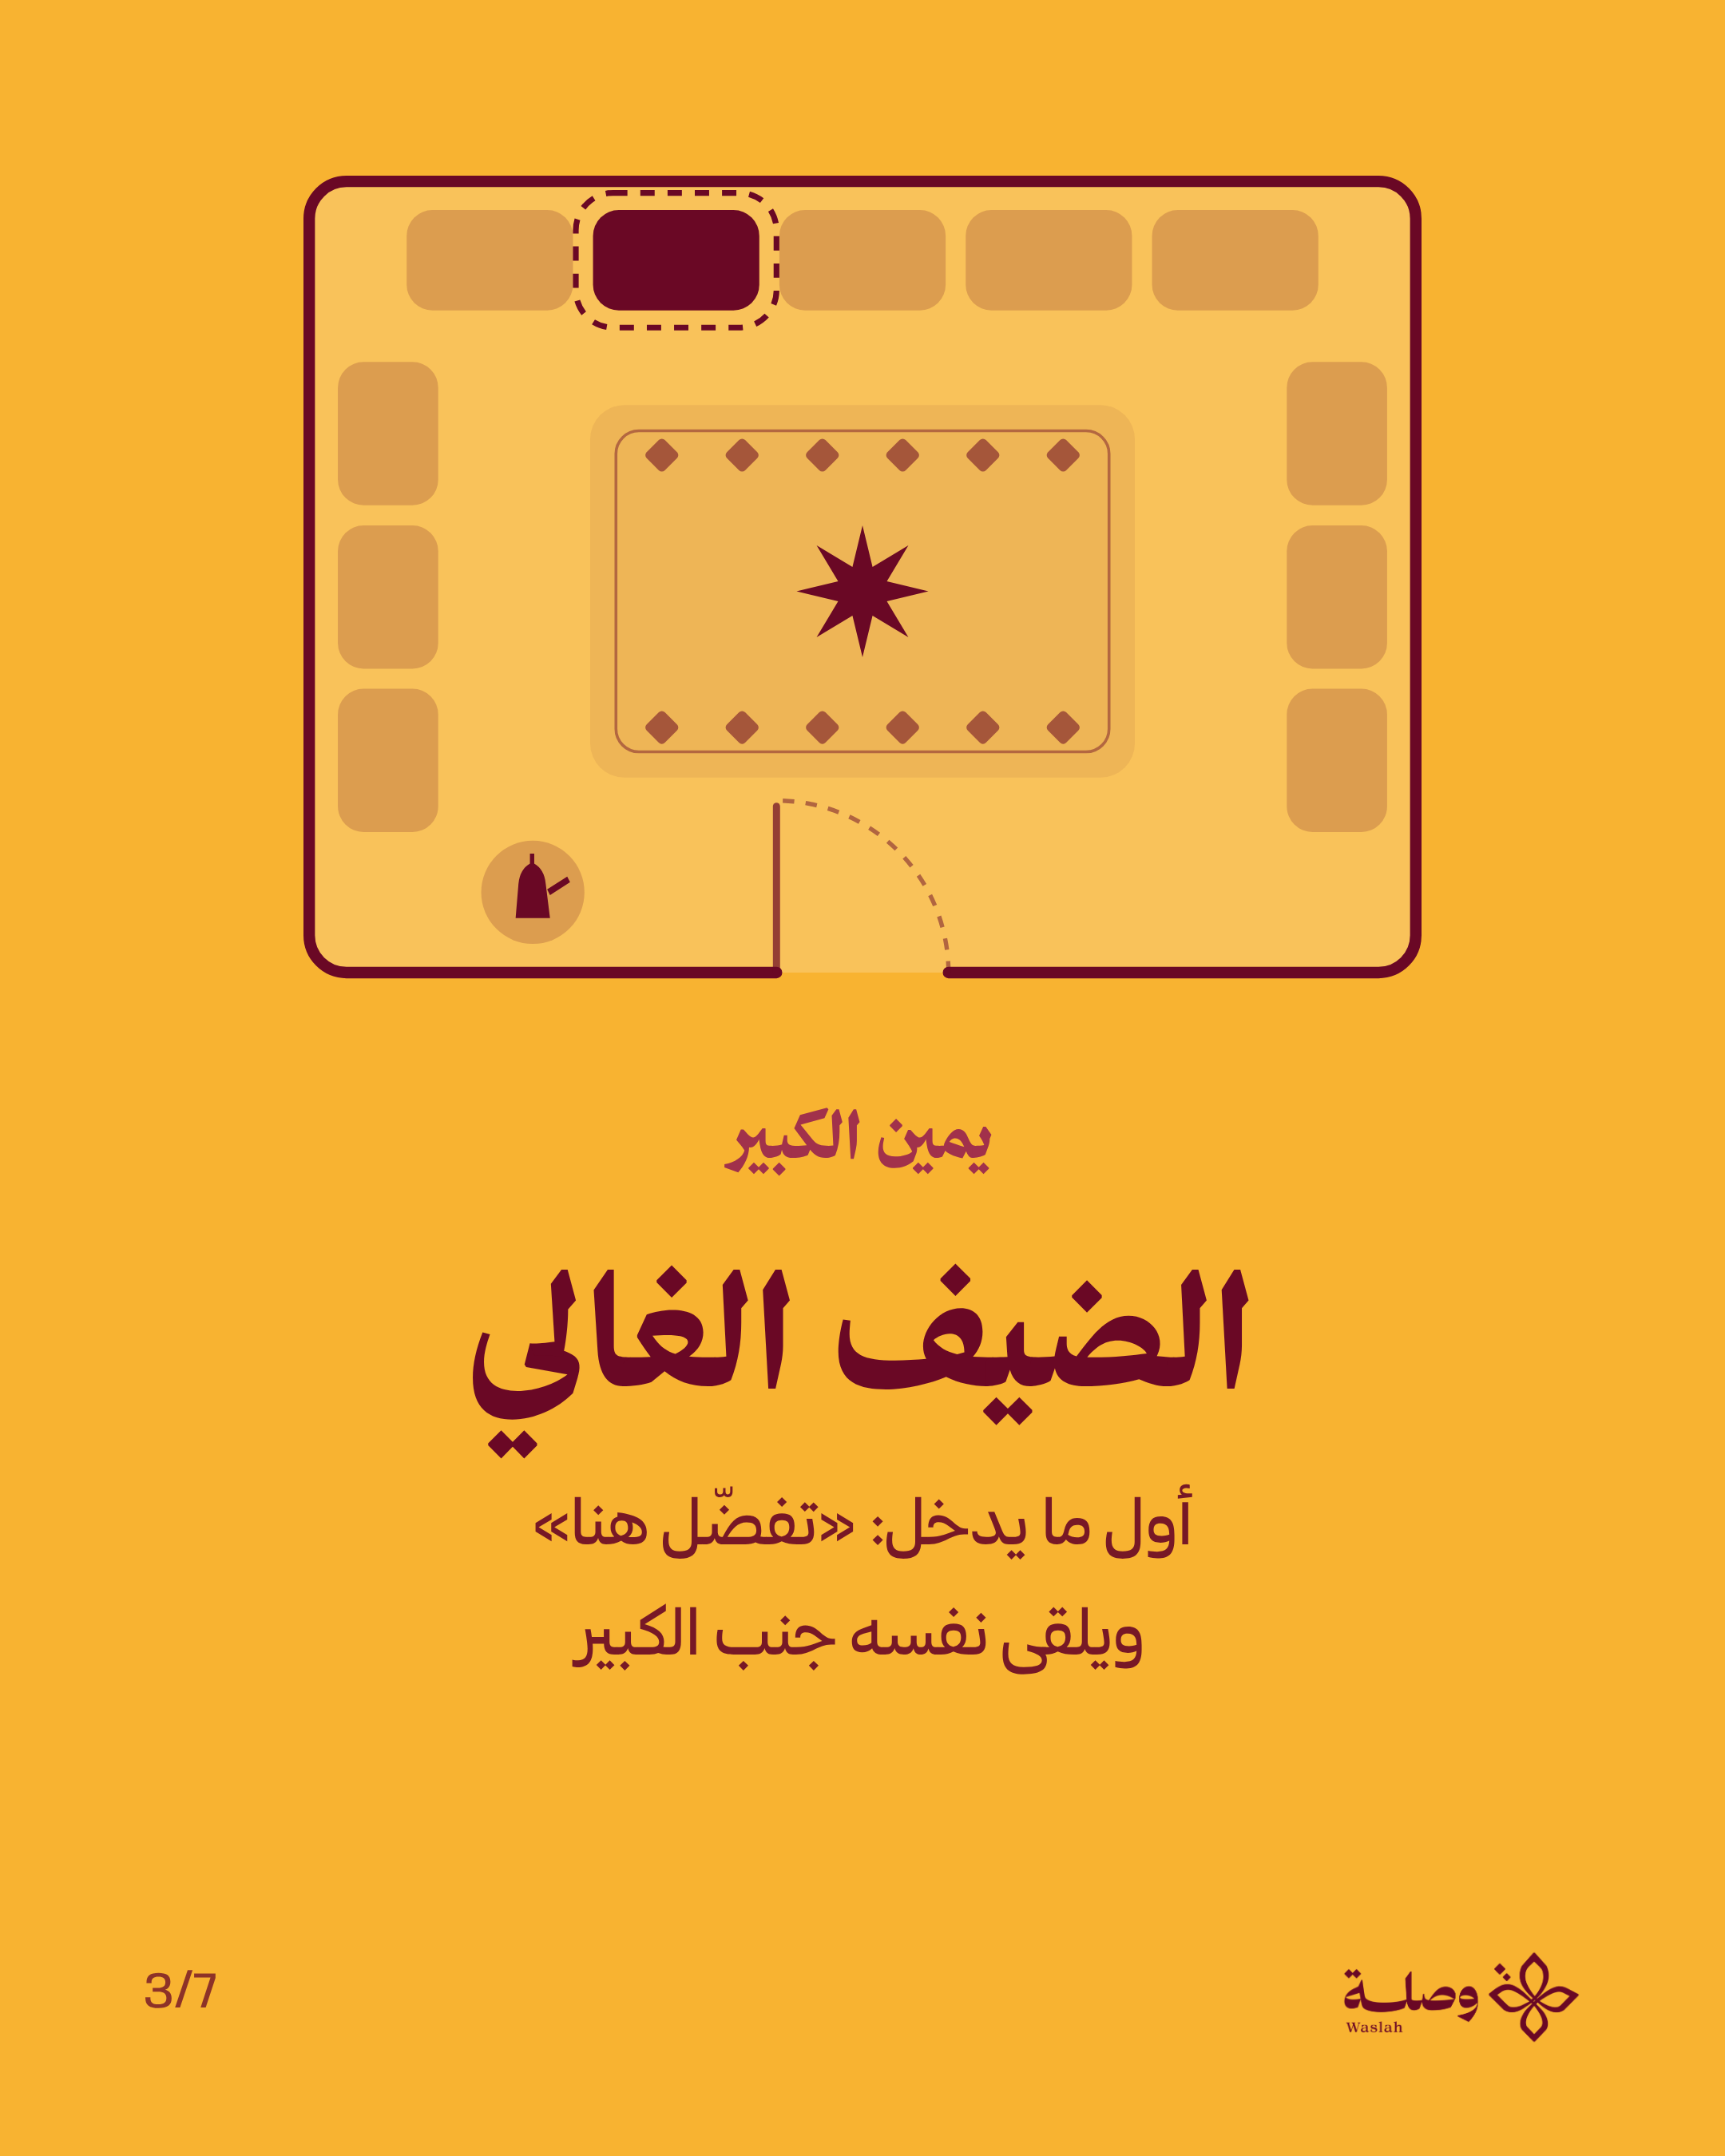 يمين الكبير
الضيف الغالي
أول ما يدخل: «تفضّل هنا»
ويلقى نفسه جنب الكبير
3/7
وصلة
Waslah